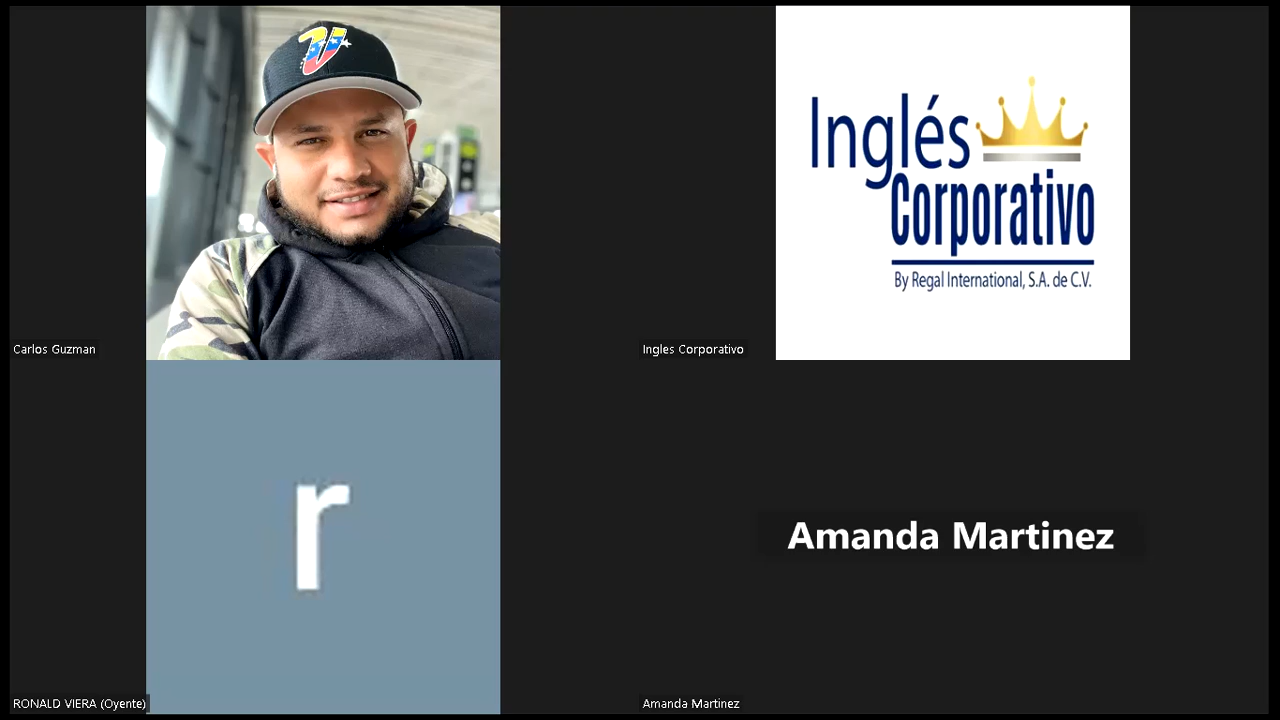 V
Inglés
Corporativo
By Regal International, S.A. de C.V.
Carlos Guzman
Ingles Corporativo
r
Amanda Martinez
RONALD VIERA (Oyente)
Amanda Martinez